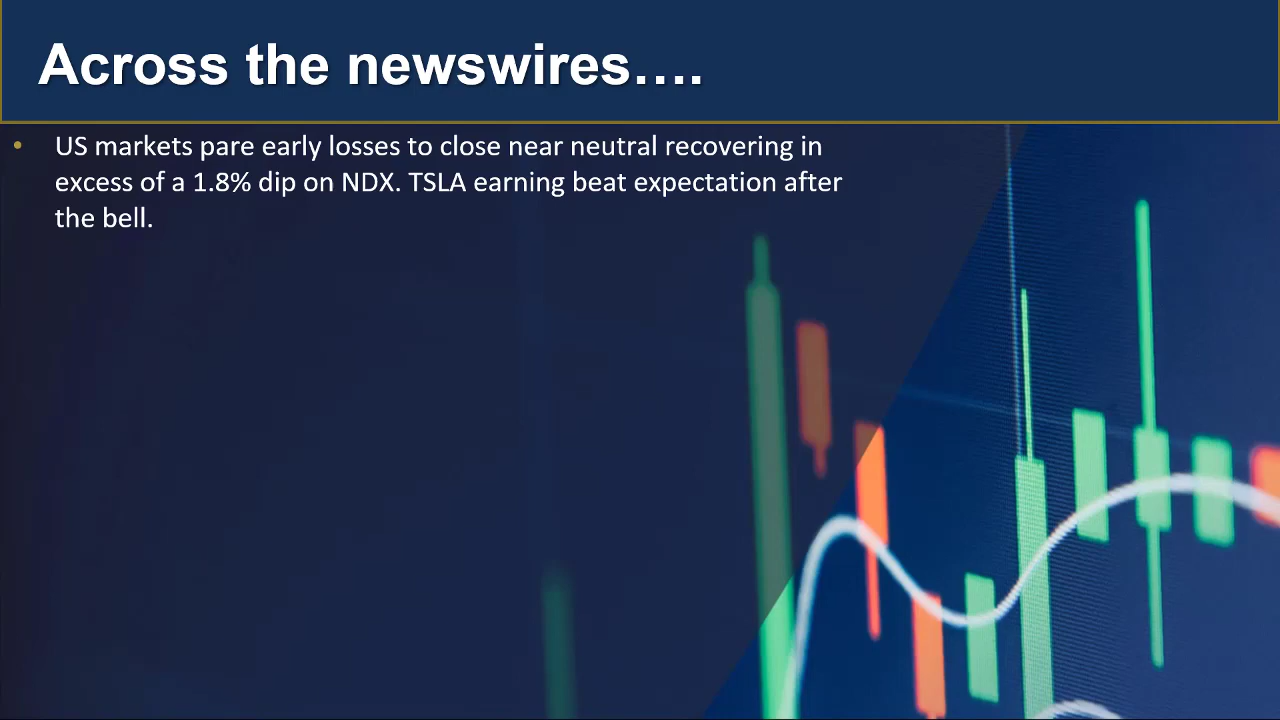 Across the newswires….
• US markets pare early losses to close near neutral recovering in
excess of a 1.8% dip on NDX. TSLA earning beat expectation after
the bell.